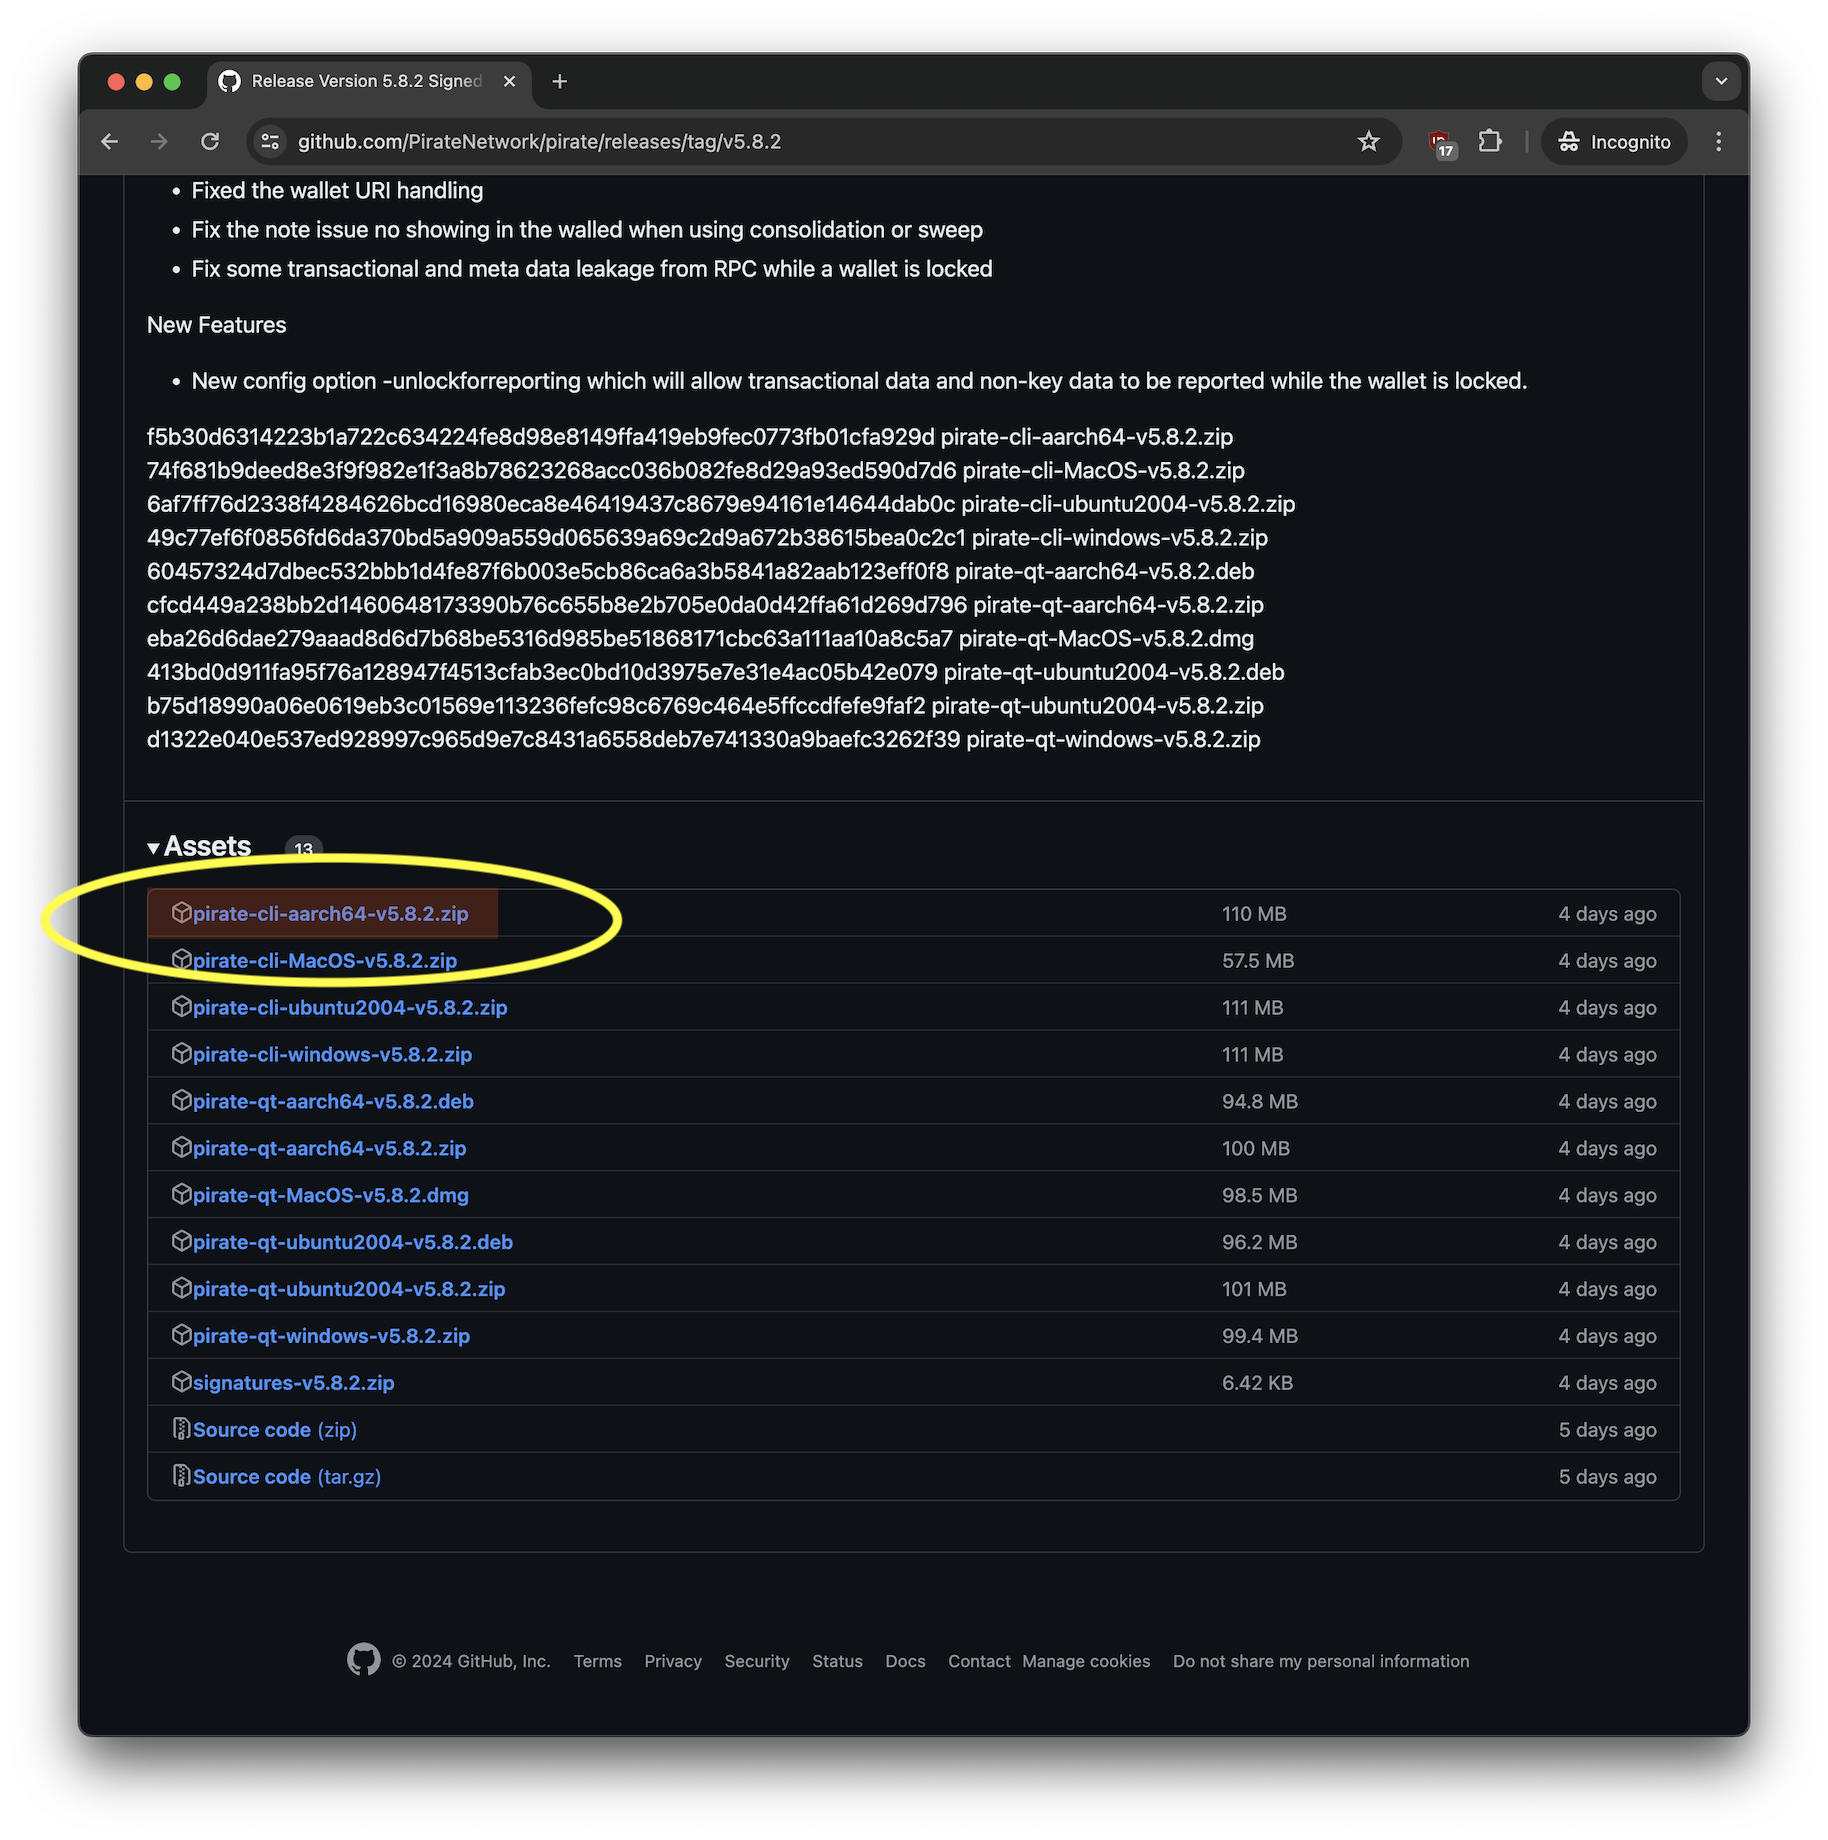 Release Version 5.8.2 Signed
github.com/PirateNetwork/pirate/releases/tag/v5.8.2
17
Incognito
Fixed the wallet URI handling
Fix the note issue no showing in the walled when using consolidation or sweep
Fix some transactional and meta data leakage from RPC while a wallet is locked
New Features
New config option -unlockforreporting which will allow transactional data and non-key data to be reported while the wallet is locked.
f5b30d6314223b1a722c634224fe8d98e8149ffa419eb9fec0773fb01cfa929d pirate-cli-aarch64-v5.8.2.zip
74f681b9deed8e3f9f982e1f3a8b78623268acc036b082fe8d29a93ed590d7d6 pirate-cli-MacOS-v5.8.2.zip
6af7ff76d2338f4284626bcd16980eca8e46419437c8679e94161e14644dab0c pirate-cli-ubuntu2004-v5.8.2.zip
49c77ef6f0856fd6da370bd5a909a559d065639a69c2d9a672b38615bea0c2c1 pirate-cli-windows-v5.8.2.zip
60457324d7dbec532bbb1d4fe87f6b003e5cb86ca6a3b5841a82aab123eff0f8 pirate-qt-aarch64-v5.8.2.deb
cfcd449a238bb2d1460648173390b76c655b8e2b705e0da0d42ffa61d269d796 pirate-qt-aarch64-v5.8.2.zip
eba26d6dae279aaad8d6d7b68be5316d985be51868171cbc63a111aa10a8c5a7 pirate-qt-MacOS-v5.8.2.dmg
413bd0d911fa95f76a128947f4513cfab3ec0bd10d3975e7e31e4ac05b42e079 pirate-qt-ubuntu2004-v5.8.2.deb
b75d18990a06e0619eb3c01569e113236fefc98c6769c464e5ffccdfefe9faf2 pirate-qt-ubuntu2004-v5.8.2.zip
d1322e040e537ed928997c965d9e7c8431a6558deb7e741330a9baefc3262f39 pirate-qt-windows-v5.8.2.zip
Assets 13
pirate-cli-aarch64-v5.8.2.zip 110 MB 4 days ago
pirate-cli-MacOS-v5.8.2.zip 57.5 MB 4 days ago
pirate-cli-ubuntu2004-v5.8.2.zip 111 MB 4 days ago
pirate-cli-windows-v5.8.2.zip 111 MB 4 days ago
pirate-qt-aarch64-v5.8.2.deb 94.8 MB 4 days ago
pirate-qt-aarch64-v5.8.2.zip 100 MB 4 days ago
pirate-qt-MacOS-v5.8.2.dmg 98.5 MB 4 days ago
pirate-qt-ubuntu2004-v5.8.2.deb 96.2 MB 4 days ago
pirate-qt-ubuntu2004-v5.8.2.zip 101 MB 4 days ago
pirate-qt-windows-v5.8.2.zip 99.4 MB 4 days ago
signatures-v5.8.2.zip 6.42 KB 4 days ago
Source code (zip) 5 days ago
Source code (tar.gz) 5 days ago
© 2024 GitHub, Inc. Terms Privacy Security Status Docs Contact Manage cookies Do not share my personal information